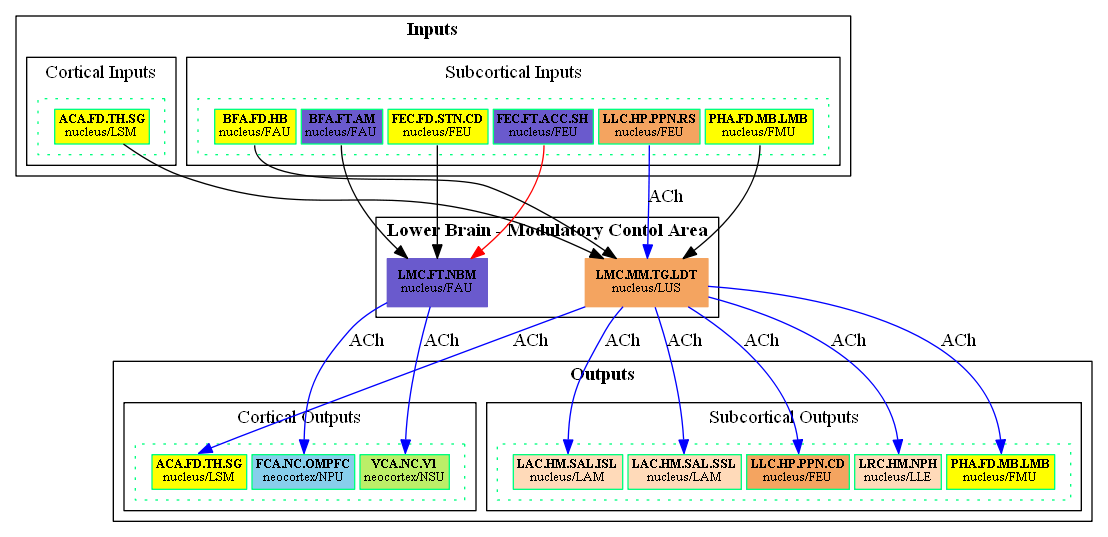 Inputs
Cortical Inputs
Subcortical Inputs
ACA.FD.TH.SG
nucleus/LSM
BFA.FD.HB
nucleus/FAU
BFA.FT.AM
nucleus/FAU
FEC.FD.STN.CD
nucleus/FEU
FEC.FT.ACC.SH
nucleus/FEU
LLC.HP.PPN.RS
nucleus/FEU
PHA.FD.MB.LMB
nucleus/FMU
ACh
Lower Brain - Modulatory Contol Area
LMC.FT.NBM
nucleus/FAU
LMC.MM.TG.LDT
nucleus/LUS
ACh
ACh
ACh
ACh
ACh
ACh
ACh
ACh
Outputs
Cortical Outputs
Subcortical Outputs
ACA.FD.TH.SG
nucleus/LSM
FCA.NC.OMPFC
neocortex/NPU
VCA.NC.V1
neocortex/NSU
LAC.HM.SAL.ISL
nucleus/LAM
LAC.HM.SAL.SSL
nucleus/LAM
LLC.HP.PPN.CD
nucleus/FEU
LRC.HM.NPH
nucleus/LLE
PHA.FD.MB.LMB
nucleus/FMU